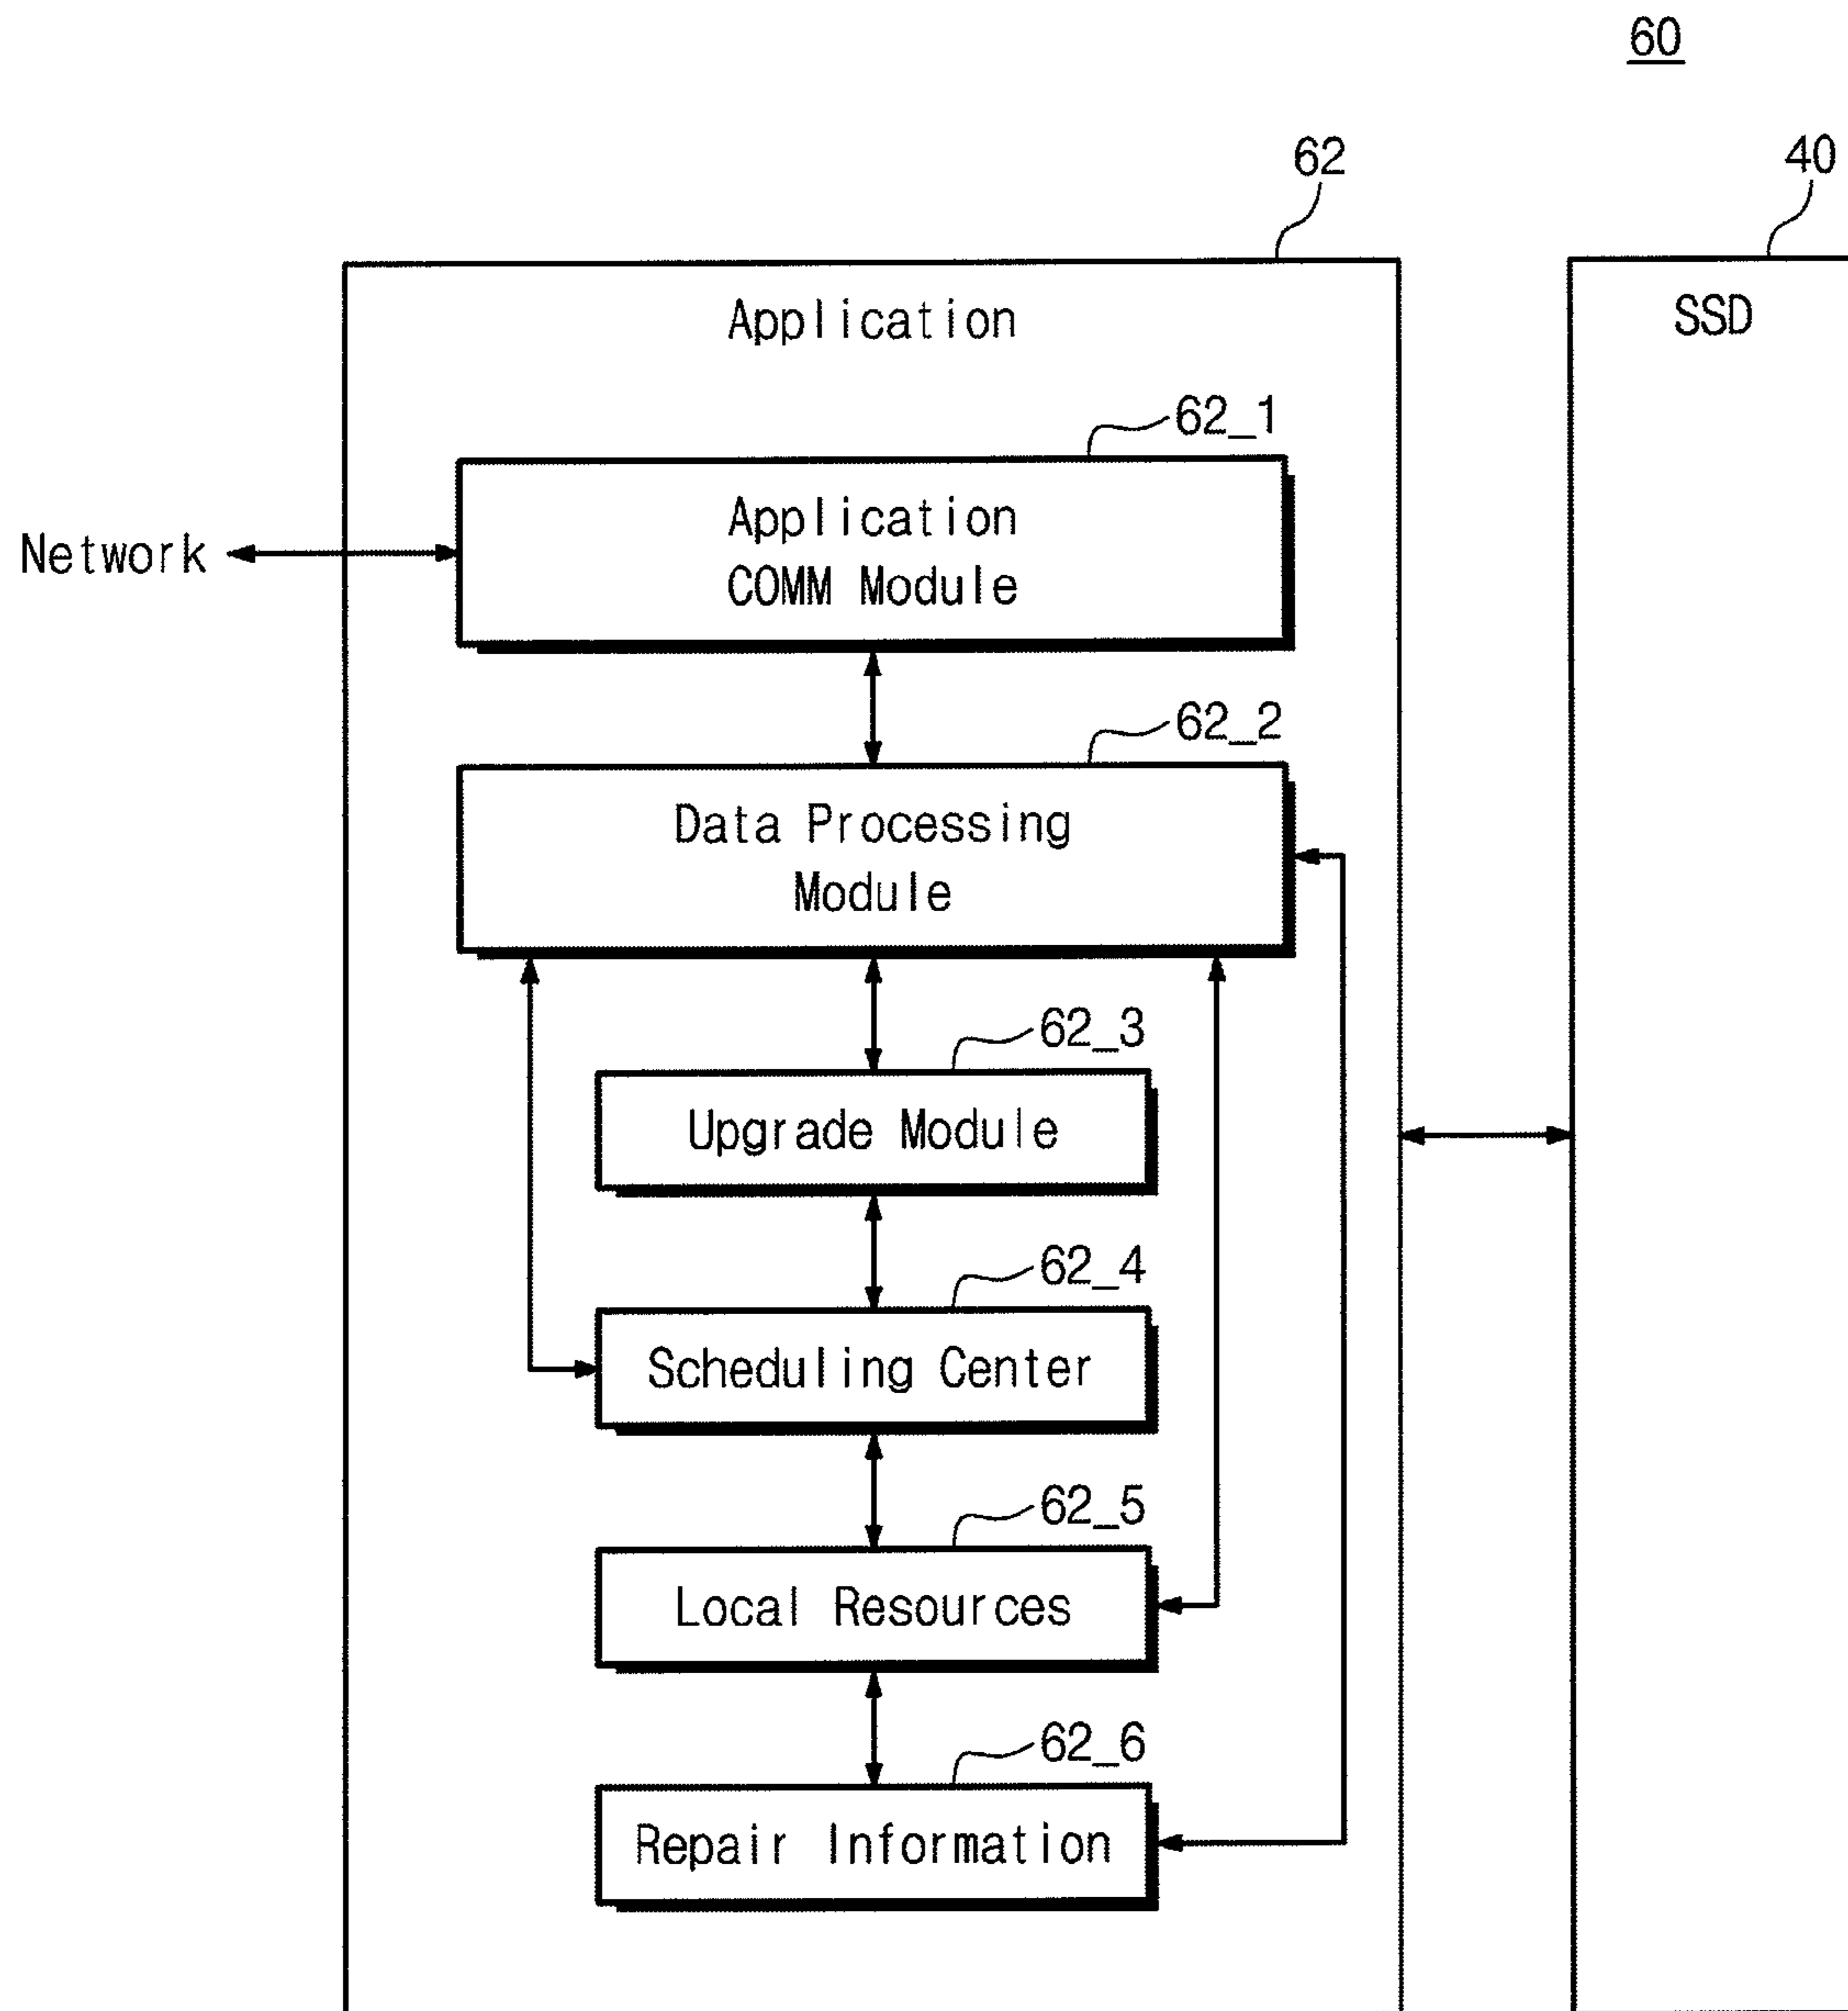 60
62
40
Application
SSD
62_1
Application
COMM Module
Network
62_2
Data Processing
Module
62_3
Upgrade Module
62_4
Scheduling Center
62_5
Local Resources
62_6
Repair Information